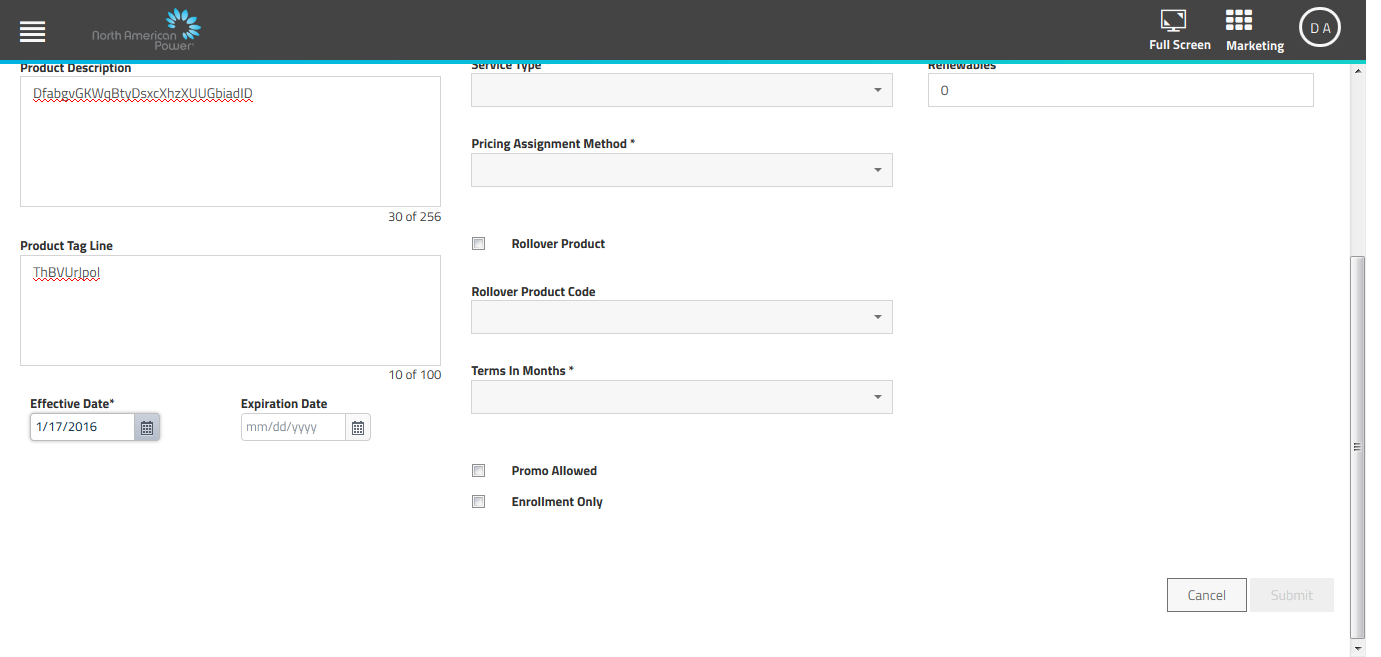 North American
Power
Full Screen
Marketing
D A
Product Description
DfabgvGKWqBtyDsxcXhzXUUGbiadID
30 of 256
Product Tag Line
ThBVUrJpol
10 of 100
Effective Date*
1/17/2016
Expiration Date
mm/dd/yyyy
Service Type
Pricing Assignment Method *
Rollover Product
Rollover Product Code
Terms In Months *
Promo Allowed
Enrollment Only
Renewables
0
Cancel
Submit